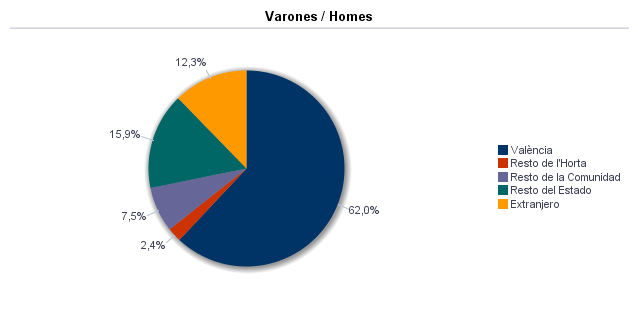 Varones / Homes
12,3%
15,9%
7,5%
2,4%
62,0%
València
Resto de l'Horta
Resto de la Comunidad
Resto del Estado
Extranjero